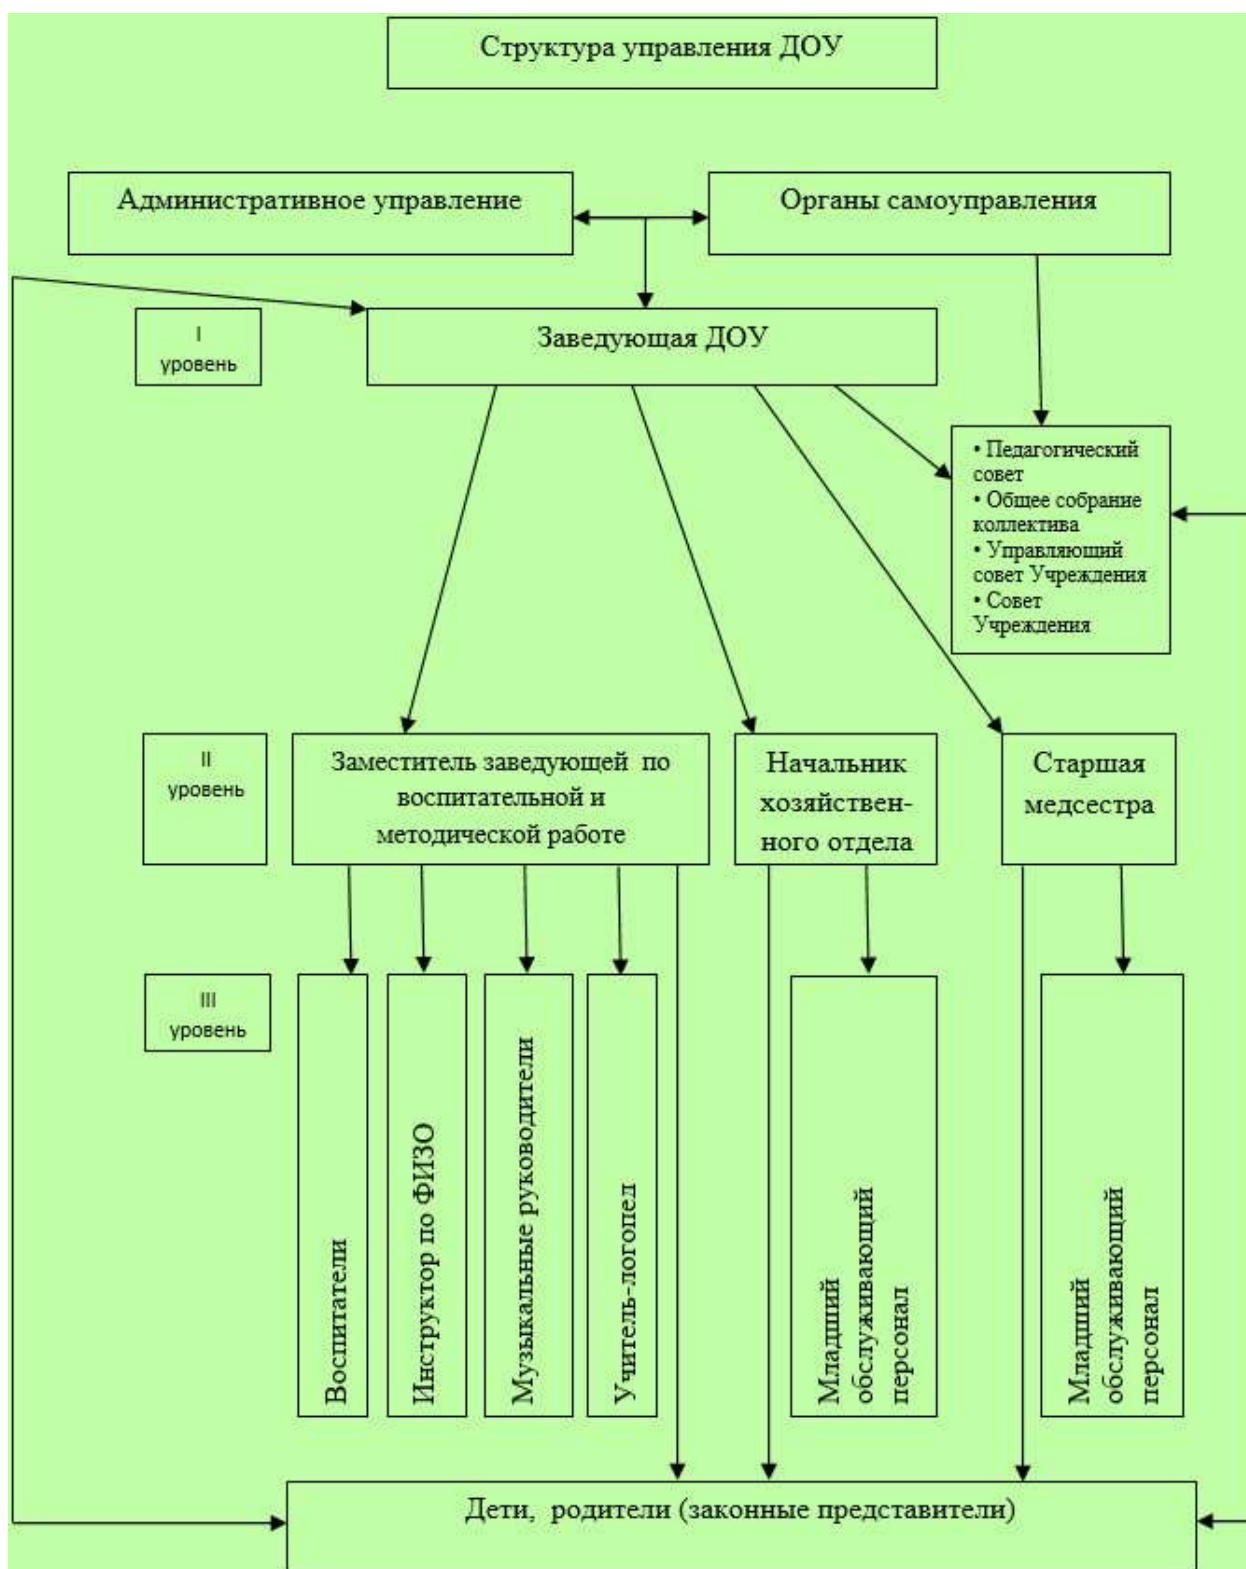 Структура управления ДОУ
Административное управление
Органы самоуправления
I
уровень
Заведующая ДОУ
• Педагогический
совет
• Общее собрание
коллектива
• Управляющий
совет Учреждения
• Совет
Учреждения
II
уровень
Заместитель заведующей по
воспитательной и
методической работе
Начальник
хозяйствен-
ного отдела
Старшая
медсестра
III
уровень
Воспитатели
Инструктор по ФИЗО
Музыкальные руководители
Учитель-логопед
Младший
обслуживающий
персонал
Младший
обслуживающий
персонал
Дети, родители (законные представители)